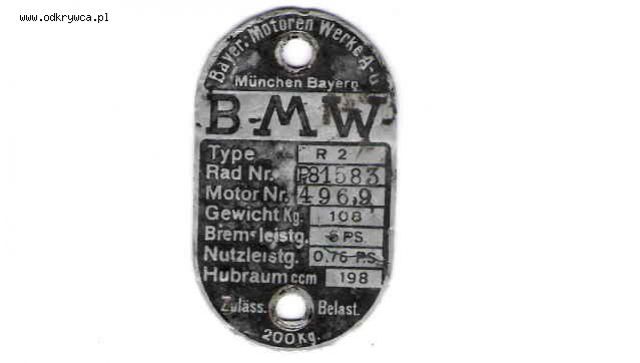 www.odkrywca.pl
Bayer. Motoren Werke A-G
München Bayern
B-M-W
Type R 2
Rad Nr. P81583
Motor Nr. 496,9
Gewicht Kg. 108
Bremsleistg. 6 PS
Nutzleistg. 0,76 PS
Hubraum ccm 198
Zuläss. Belast.
200 Kg.